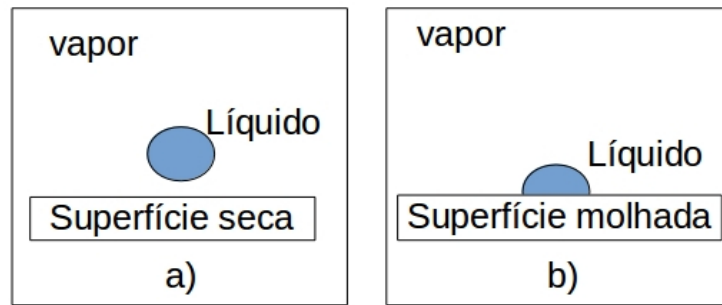 vapor
Líquido
Superfície seca
a)
vapor
Líquido
Superfície molhada
b)